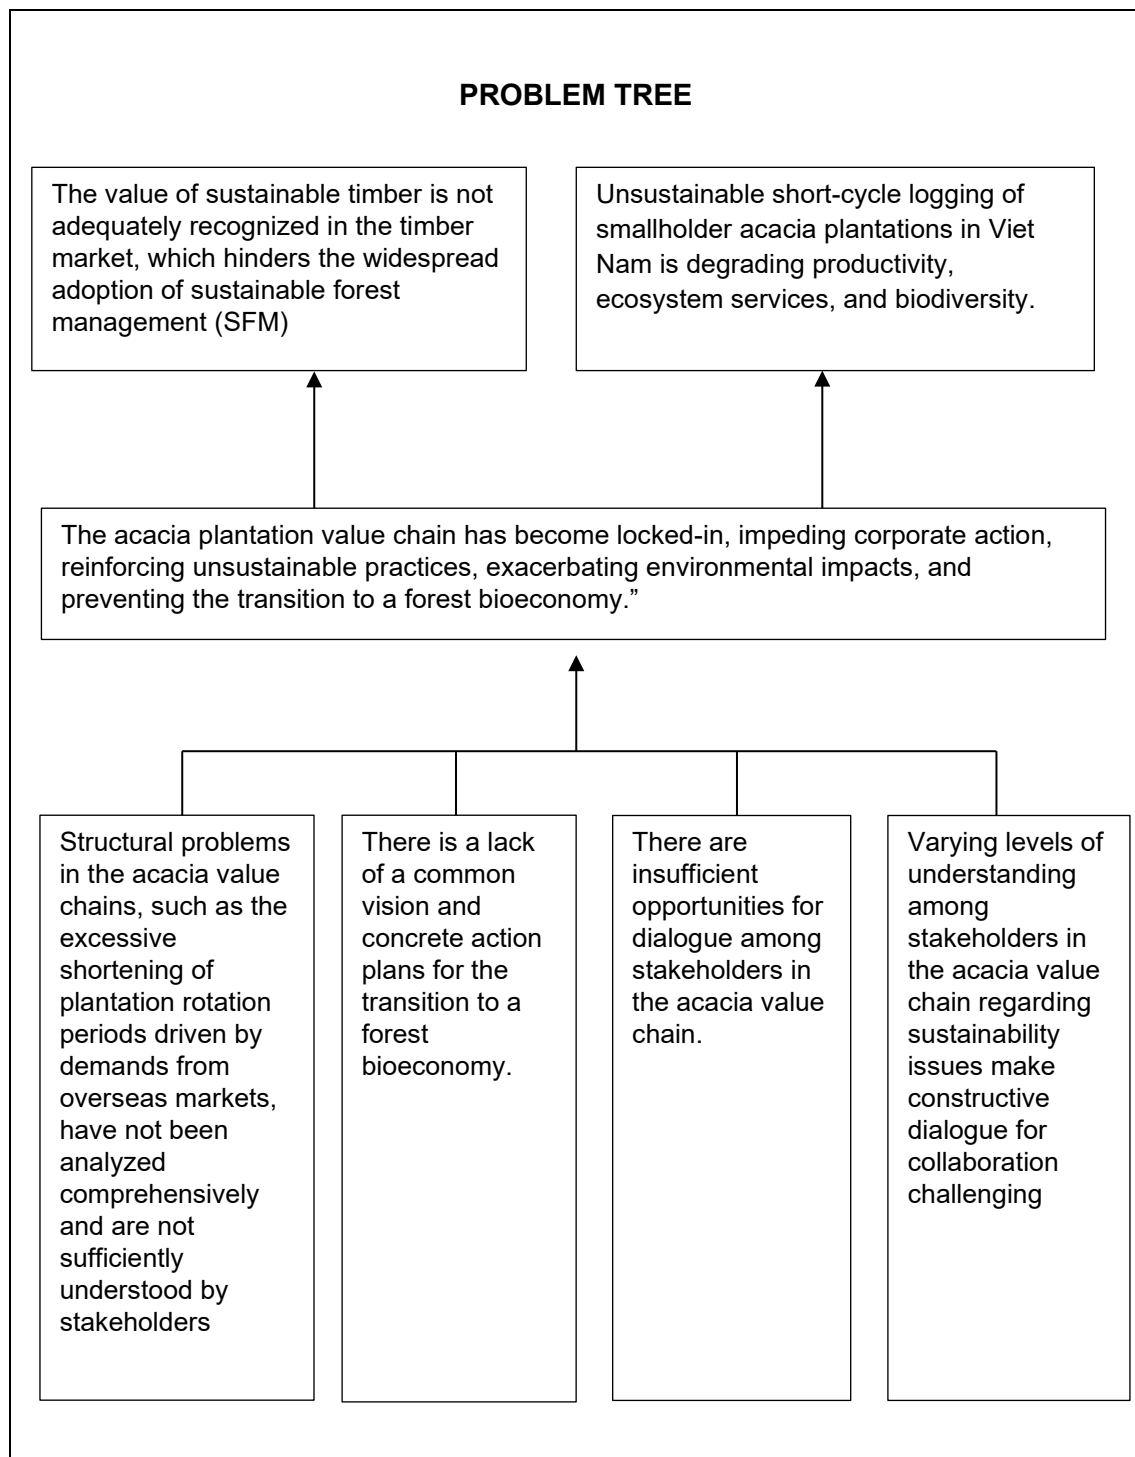 PROBLEM TREE
The value of sustainable timber is not
adequately recognized in the timber
market, which hinders the widespread
adoption of sustainable forest
management (SFM)
Unsustainable short-cycle logging of
smallholder acacia plantations in Viet
Nam is degrading productivity,
ecosystem services, and biodiversity.
The acacia plantation value chain has become locked-in, impeding corporate action,
reinforcing unsustainable practices, exacerbating environmental impacts, and
preventing the transition to a forest bioeconomy.”
Structural problems
in the acacia value
chains, such as the
excessive
shortening of
plantation rotation
periods driven by
demands from
overseas markets,
have not been
analyzed
comprehensively
and are not
sufficiently
understood by
stakeholders
There is a lack
of a common
vision and
concrete action
plans for the
transition to a
forest
bioeconomy.
There are
insufficient
opportunities for
dialogue among
stakeholders in
the acacia value
chain.
Varying levels of
understanding
among
stakeholders in
the acacia value
chain regarding
sustainability
issues make
constructive
dialogue for
collaboration
challenging